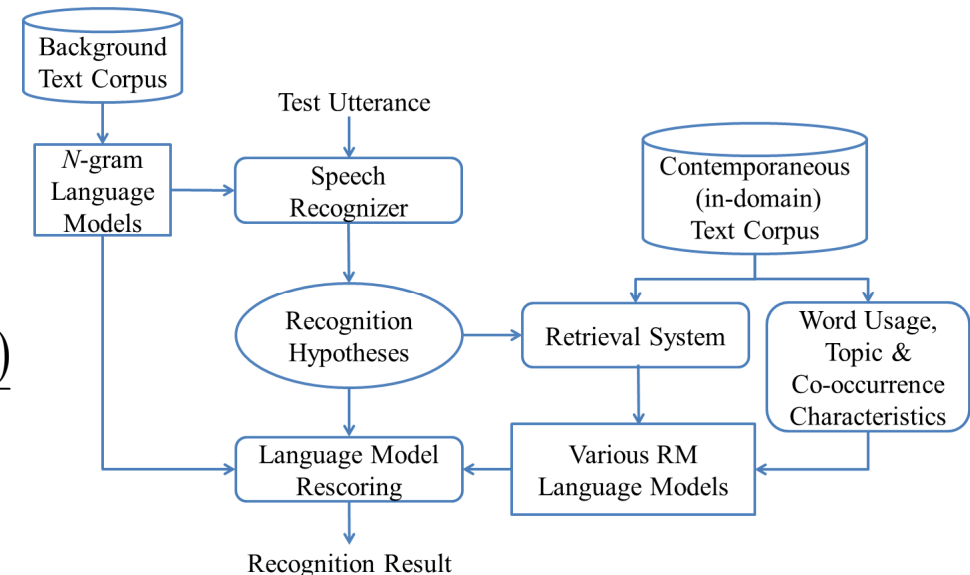 Background
Text Corpus
Test Utterance
N-gram
Language
Models
Speech
Recognizer
Contemporaneous
(in-domain)
Text Corpus
Recognition
Hypotheses
Retrieval System
Word Usage,
Topic &
Co-occurrence
Characteristics
Language Model
Rescoring
Various RM
Language Models
Recognition Result
)